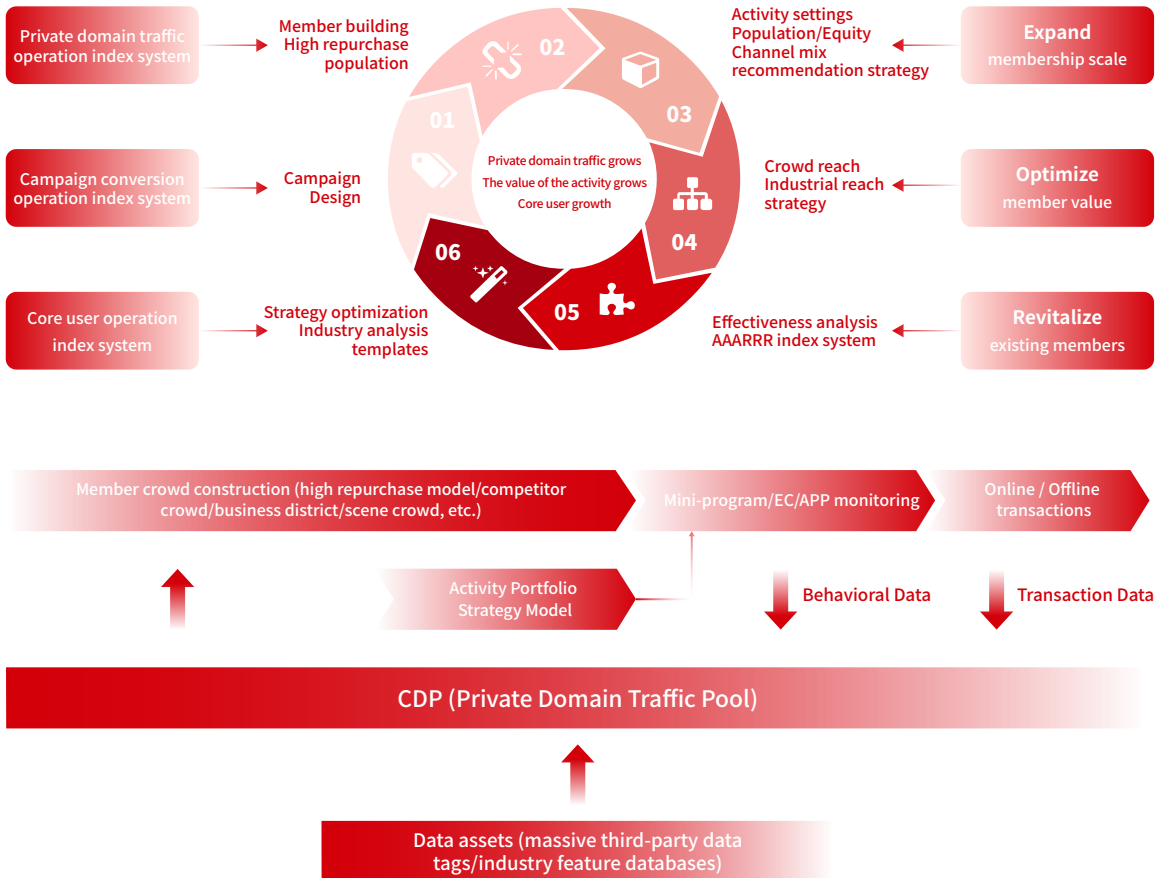 Private domain traffic
operation index system
Member building
High repurchase
population
02
Activity settings
Population/Equity
Channel mix
recommendation strategy
Expand
membership scale
01
03
Private domain traffic grows
The value of the activity grows
Core user growth
Campaign conversion
operation index system
Campaign
Design
Crowd reach
Industrial reach
strategy
Optimize
member value
06
04
05
Core user operation
index system
Strategy optimization
Industry analysis
templates
Effectiveness analysis
AAARRR index system
Revitalize
existing members
Member crowd construction (high repurchase model/competitor
crowd/business district/scene crowd, etc.)
Mini-program/EC/APP monitoring
Online / Offline
transactions
Activity Portfolio
Strategy Model
Behavioral Data
Transaction Data
CDP (Private Domain Traffic Pool)
Data assets (massive third-party data
tags/industry feature databases)